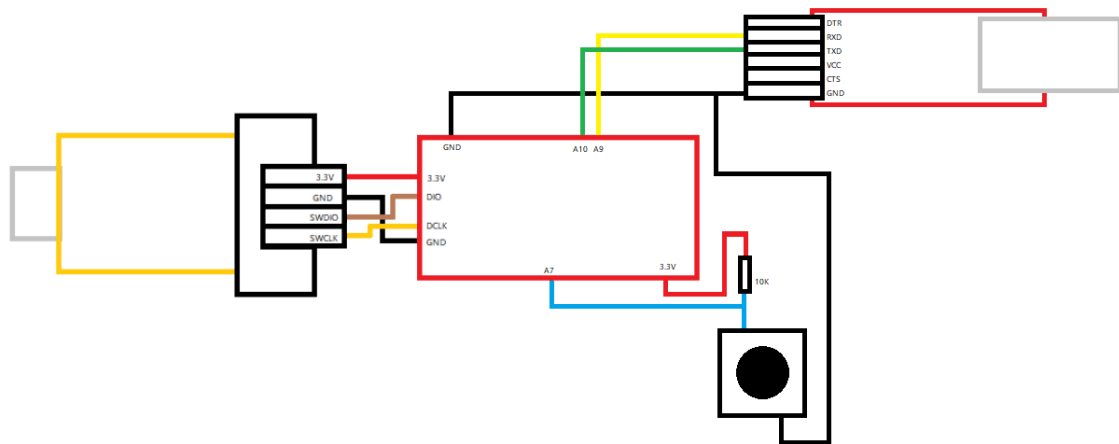 DTR
RXD
TXD
VCC
CTS
GND
GND
A10 A9
3.3V
GND
SWDIO
SWCLK
3.3V
DIO
DCLK
GND
A7
3.3V
10K